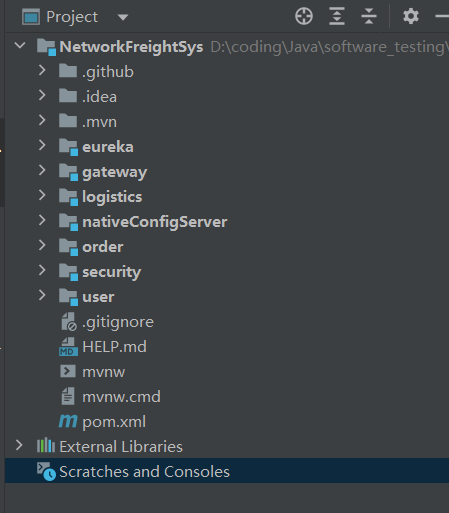 Project
NetworkFreightSys D:\coding\Java\software_testing\
.github
.idea
.mvn
eureka
gateway
logistics
nativeConfigServer
order
security
user
.gitignore
HELP.md
mvnw
mvnw.cmd
pom.xml
External Libraries
Scratches and Consoles